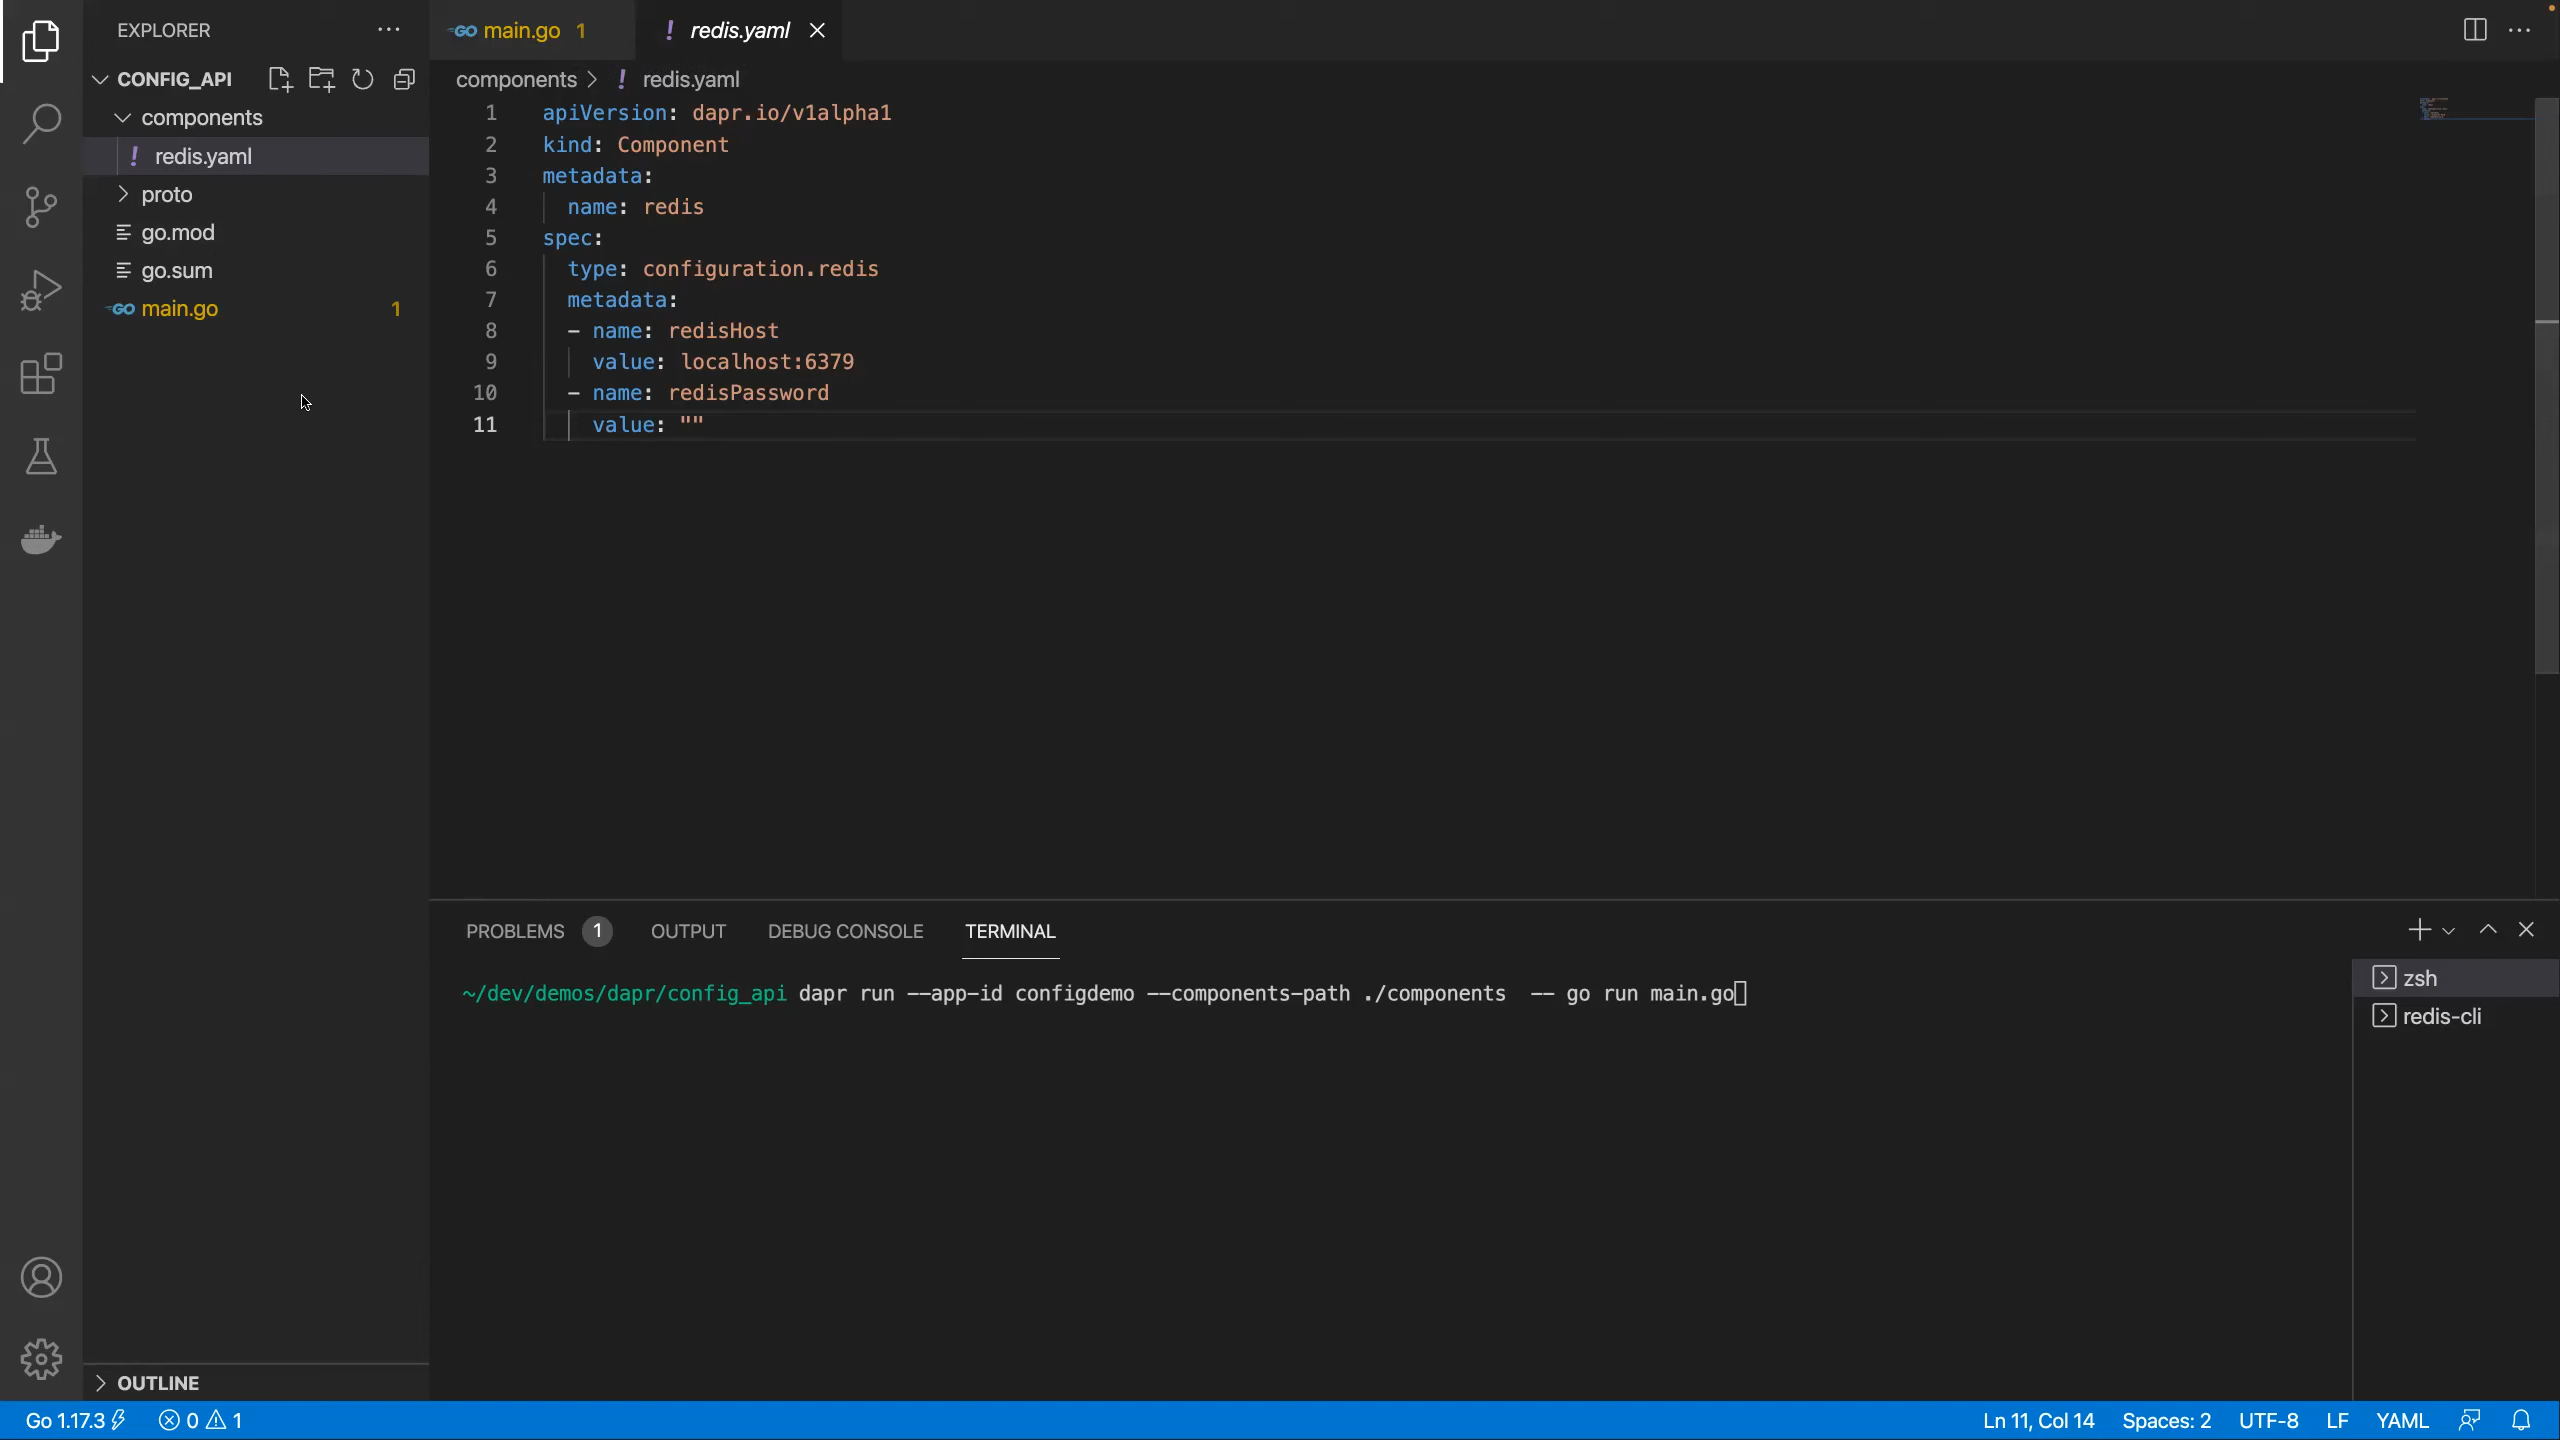 EXPLORER
CONFIG_API
components
! redis.yaml
proto
go.mod
go.sum
GO main.go 1
OUTLINE
GO main.go 1
! redis.yaml
components > ! redis.yaml
1 apiVersion: dapr.io/v1alpha1
2 kind: Component
3 metadata:
4 name: redis
5 spec:
6 type: configuration.redis
7 metadata:
8 - name: redisHost
9 value: localhost:6379
10 - name: redisPassword
11 value: ""
PROBLEMS 1 OUTPUT DEBUG CONSOLE TERMINAL
~/dev/demos/dapr/config_api dapr run --app-id configdemo --components-path ./components  -- go run main.go
zsh
redis-cli
Go 1.17.3 0 1 Ln 11, Col 14 Spaces: 2 UTF-8 LF YAML